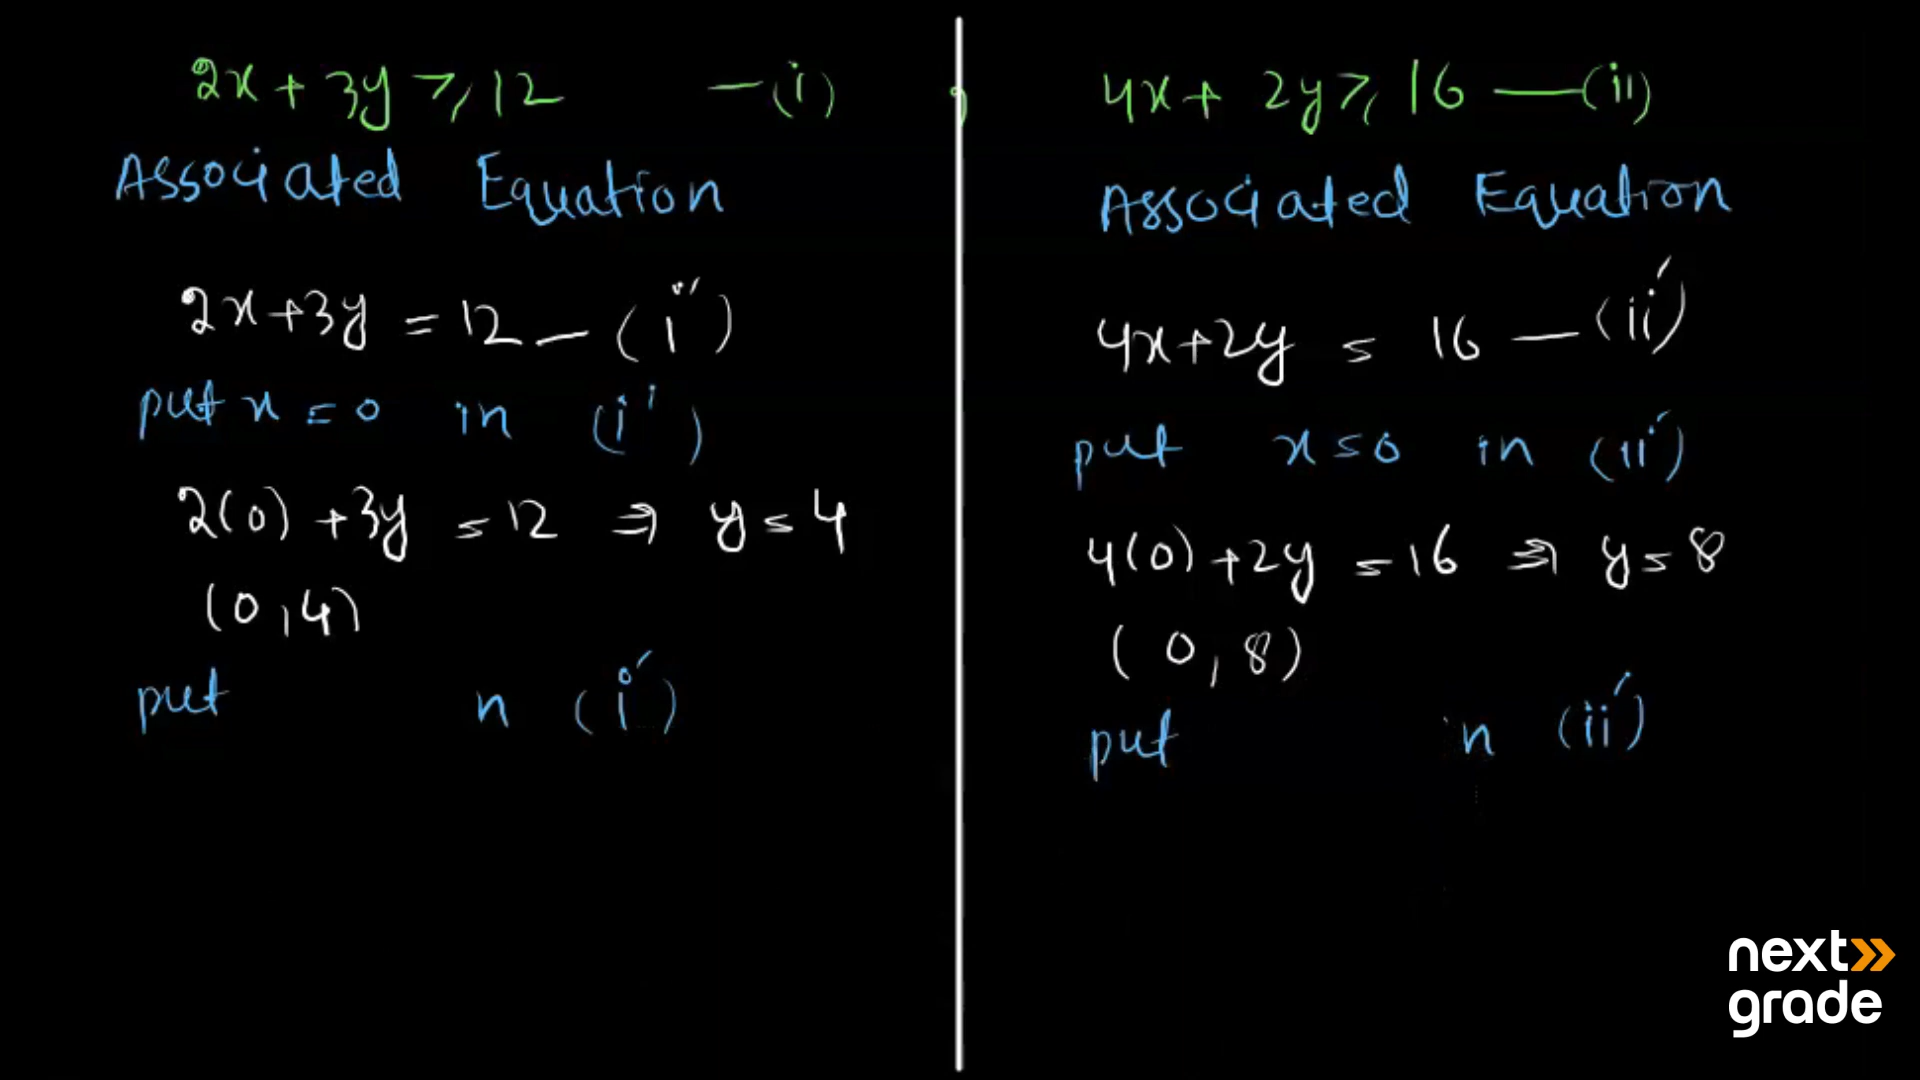 2x + 3y ≥ 12 — (i)
Associated Equation
2x+3y = 12 — (i')
put x = 0 in (i')
2(0) + 3y = 12 ⇒ y = 4
(0, 4)
put n (i')
4x + 2y ≥ 16 — (ii)
Associated Equation
4x+2y = 16 — (ii')
put x = 0 in (ii')
4(0) + 2y = 16 ⇒ y = 8
(0, 8)
put in (ii')
next
grade